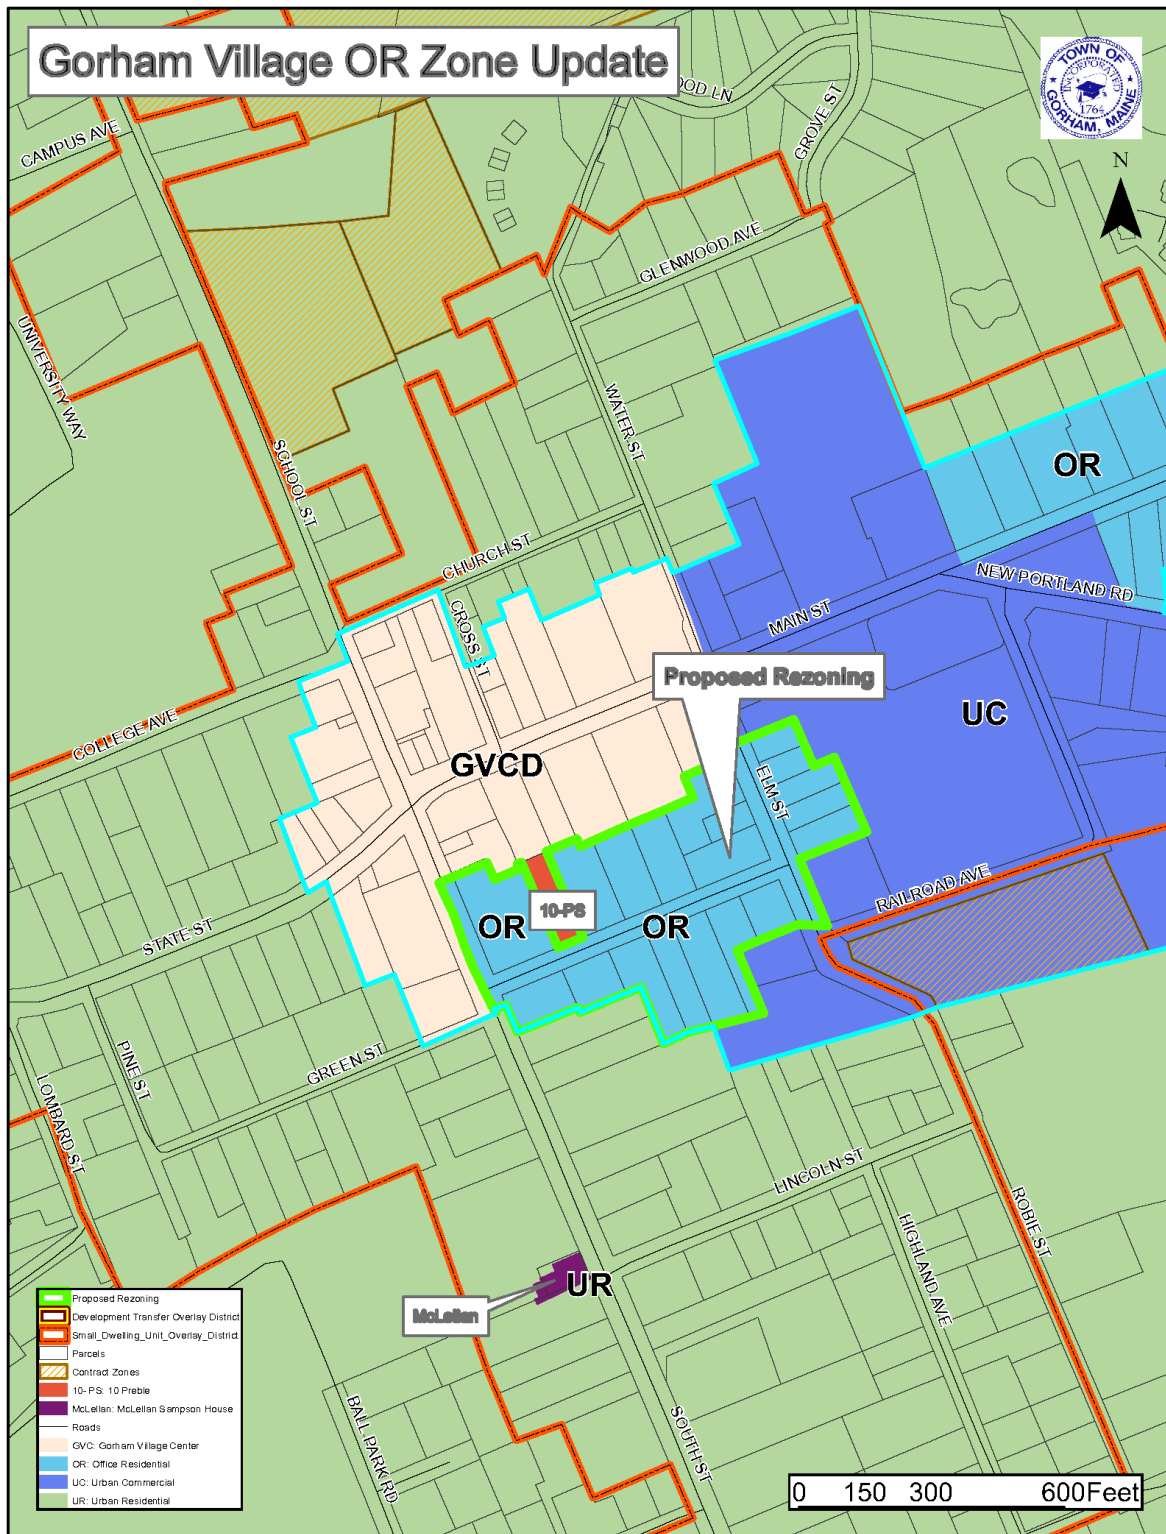 Gorham Village OR Zone Update
TOWN OF
INCORPORATED
1764
GORHAM, MAINE
N
OOD LN
GROVE ST
CAMPUS AVE
GLENWOOD AVE
UNIVERSITY WAY
WATER ST
SCHOOL ST
OR
CHURCH ST
NEW PORTLAND RD
CROSS ST
MAIN ST
Proposed Rezoning
COLLEGE AVE
UC
GVCD
ELM ST
RAILROAD AVE
10-PS
OR
OR
STATE ST
GREEN ST
PINE ST
LOMBARD ST
LINCOLN ST
ROBIE ST
HIGHLAND AVE
UR
McLellan
SOUTH ST
BALL PARK RD
Proposed Rezoning
Development Transfer Overlay District
Small_Dwelling_Unit_Overlay_District
Parcels
Contract Zones
10- PS: 10 Preble
McLellan: McLellan Sampson House
Roads
GVC: Gorham Village Center
OR: Office Residential
UC: Urban Commercial
UR: Urban Residential
0 150 300 600Feet